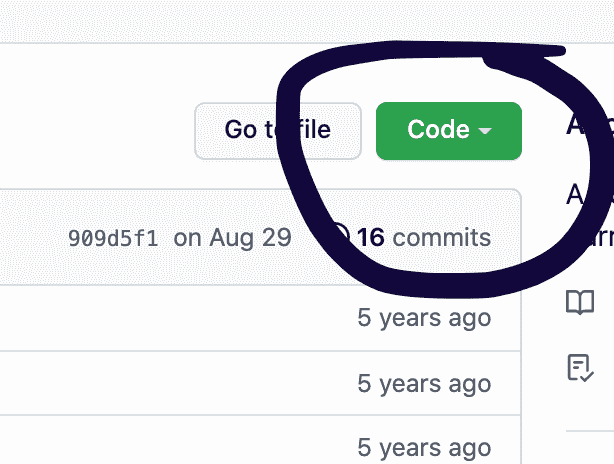 Go to file
Code
909d5f1 on Aug 29
16 commits
5 years ago
5 years ago
5 years ago